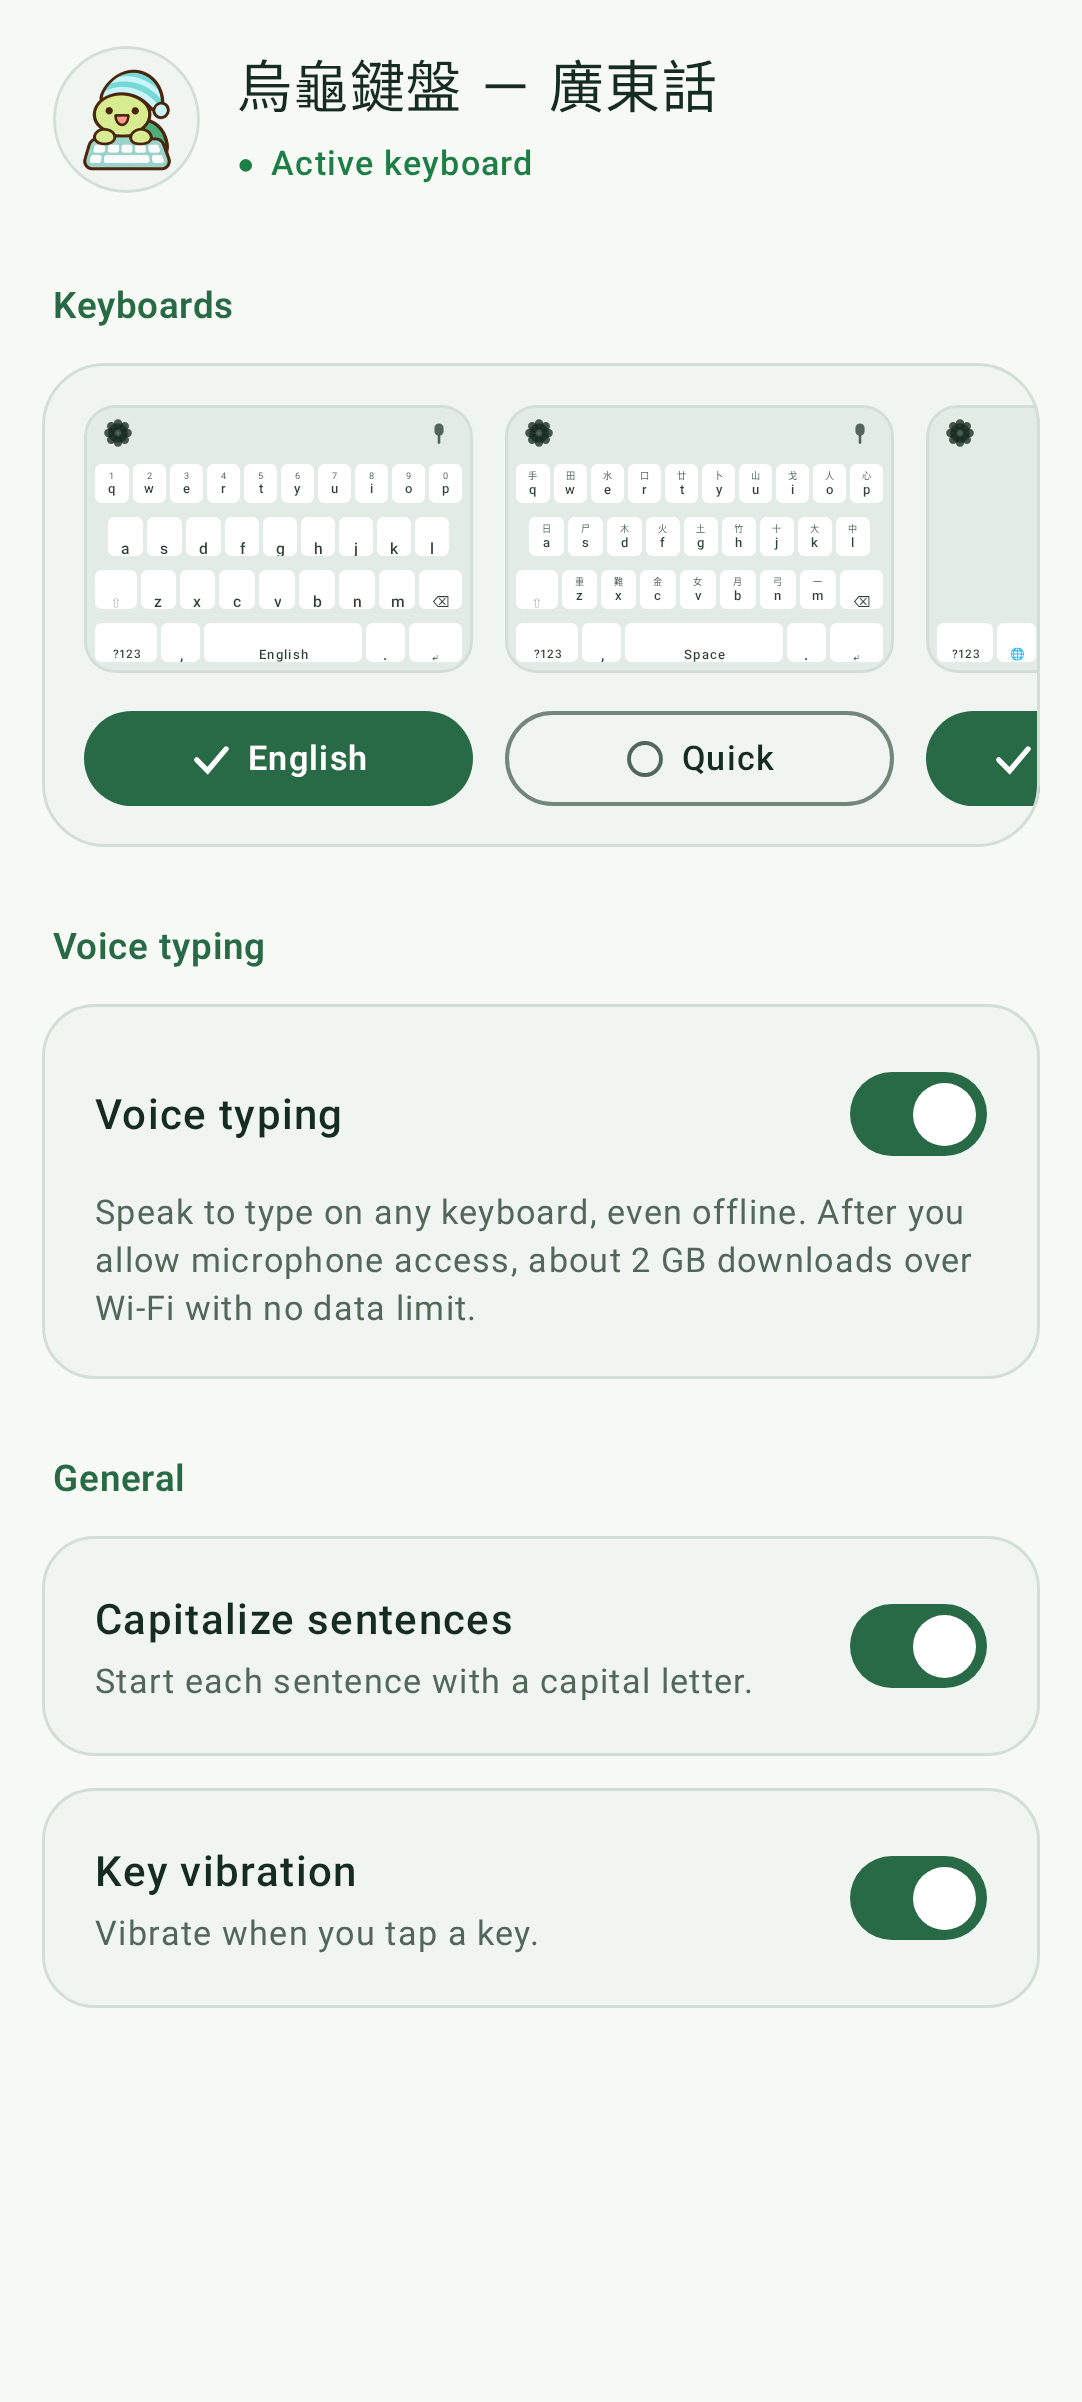 烏龜鍵盤 – 廣東話
Active keyboard
Keyboards
1 2 3 4 5 6 7 8 9 0
q w e r t y u i o p
a s d f g h j k l
⇧ z x c v b n m ⌫
?123 , English . ↵
手 田 水 口 廿 卜 山 戈 人 心
q w e r t y u i o p
日 尸 木 火 土 竹 十 大 中
a s d f g h j k l
重 難 金 女 月 弓 一
⇧ z x c v b n m ⌫
?123 , Space . ↵
?123
English
Quick
Voice typing
Voice typing
Speak to type on any keyboard, even offline. After you
allow microphone access, about 2 GB downloads over
Wi-Fi with no data limit.
General
Capitalize sentences
Start each sentence with a capital letter.
Key vibration
Vibrate when you tap a key.